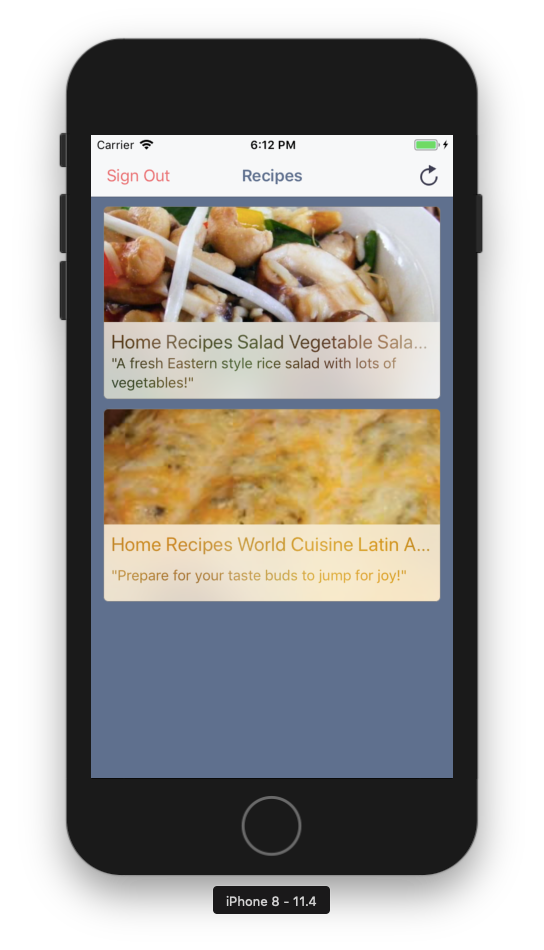 Carrier 6:12 PM
Sign Out Recipes
Home Recipes Salad Vegetable Sala...
"A fresh Eastern style rice salad with lots of
vegetables!"
Home Recipes World Cuisine Latin A...
"Prepare for your taste buds to jump for joy!"
iPhone 8 - 11.4